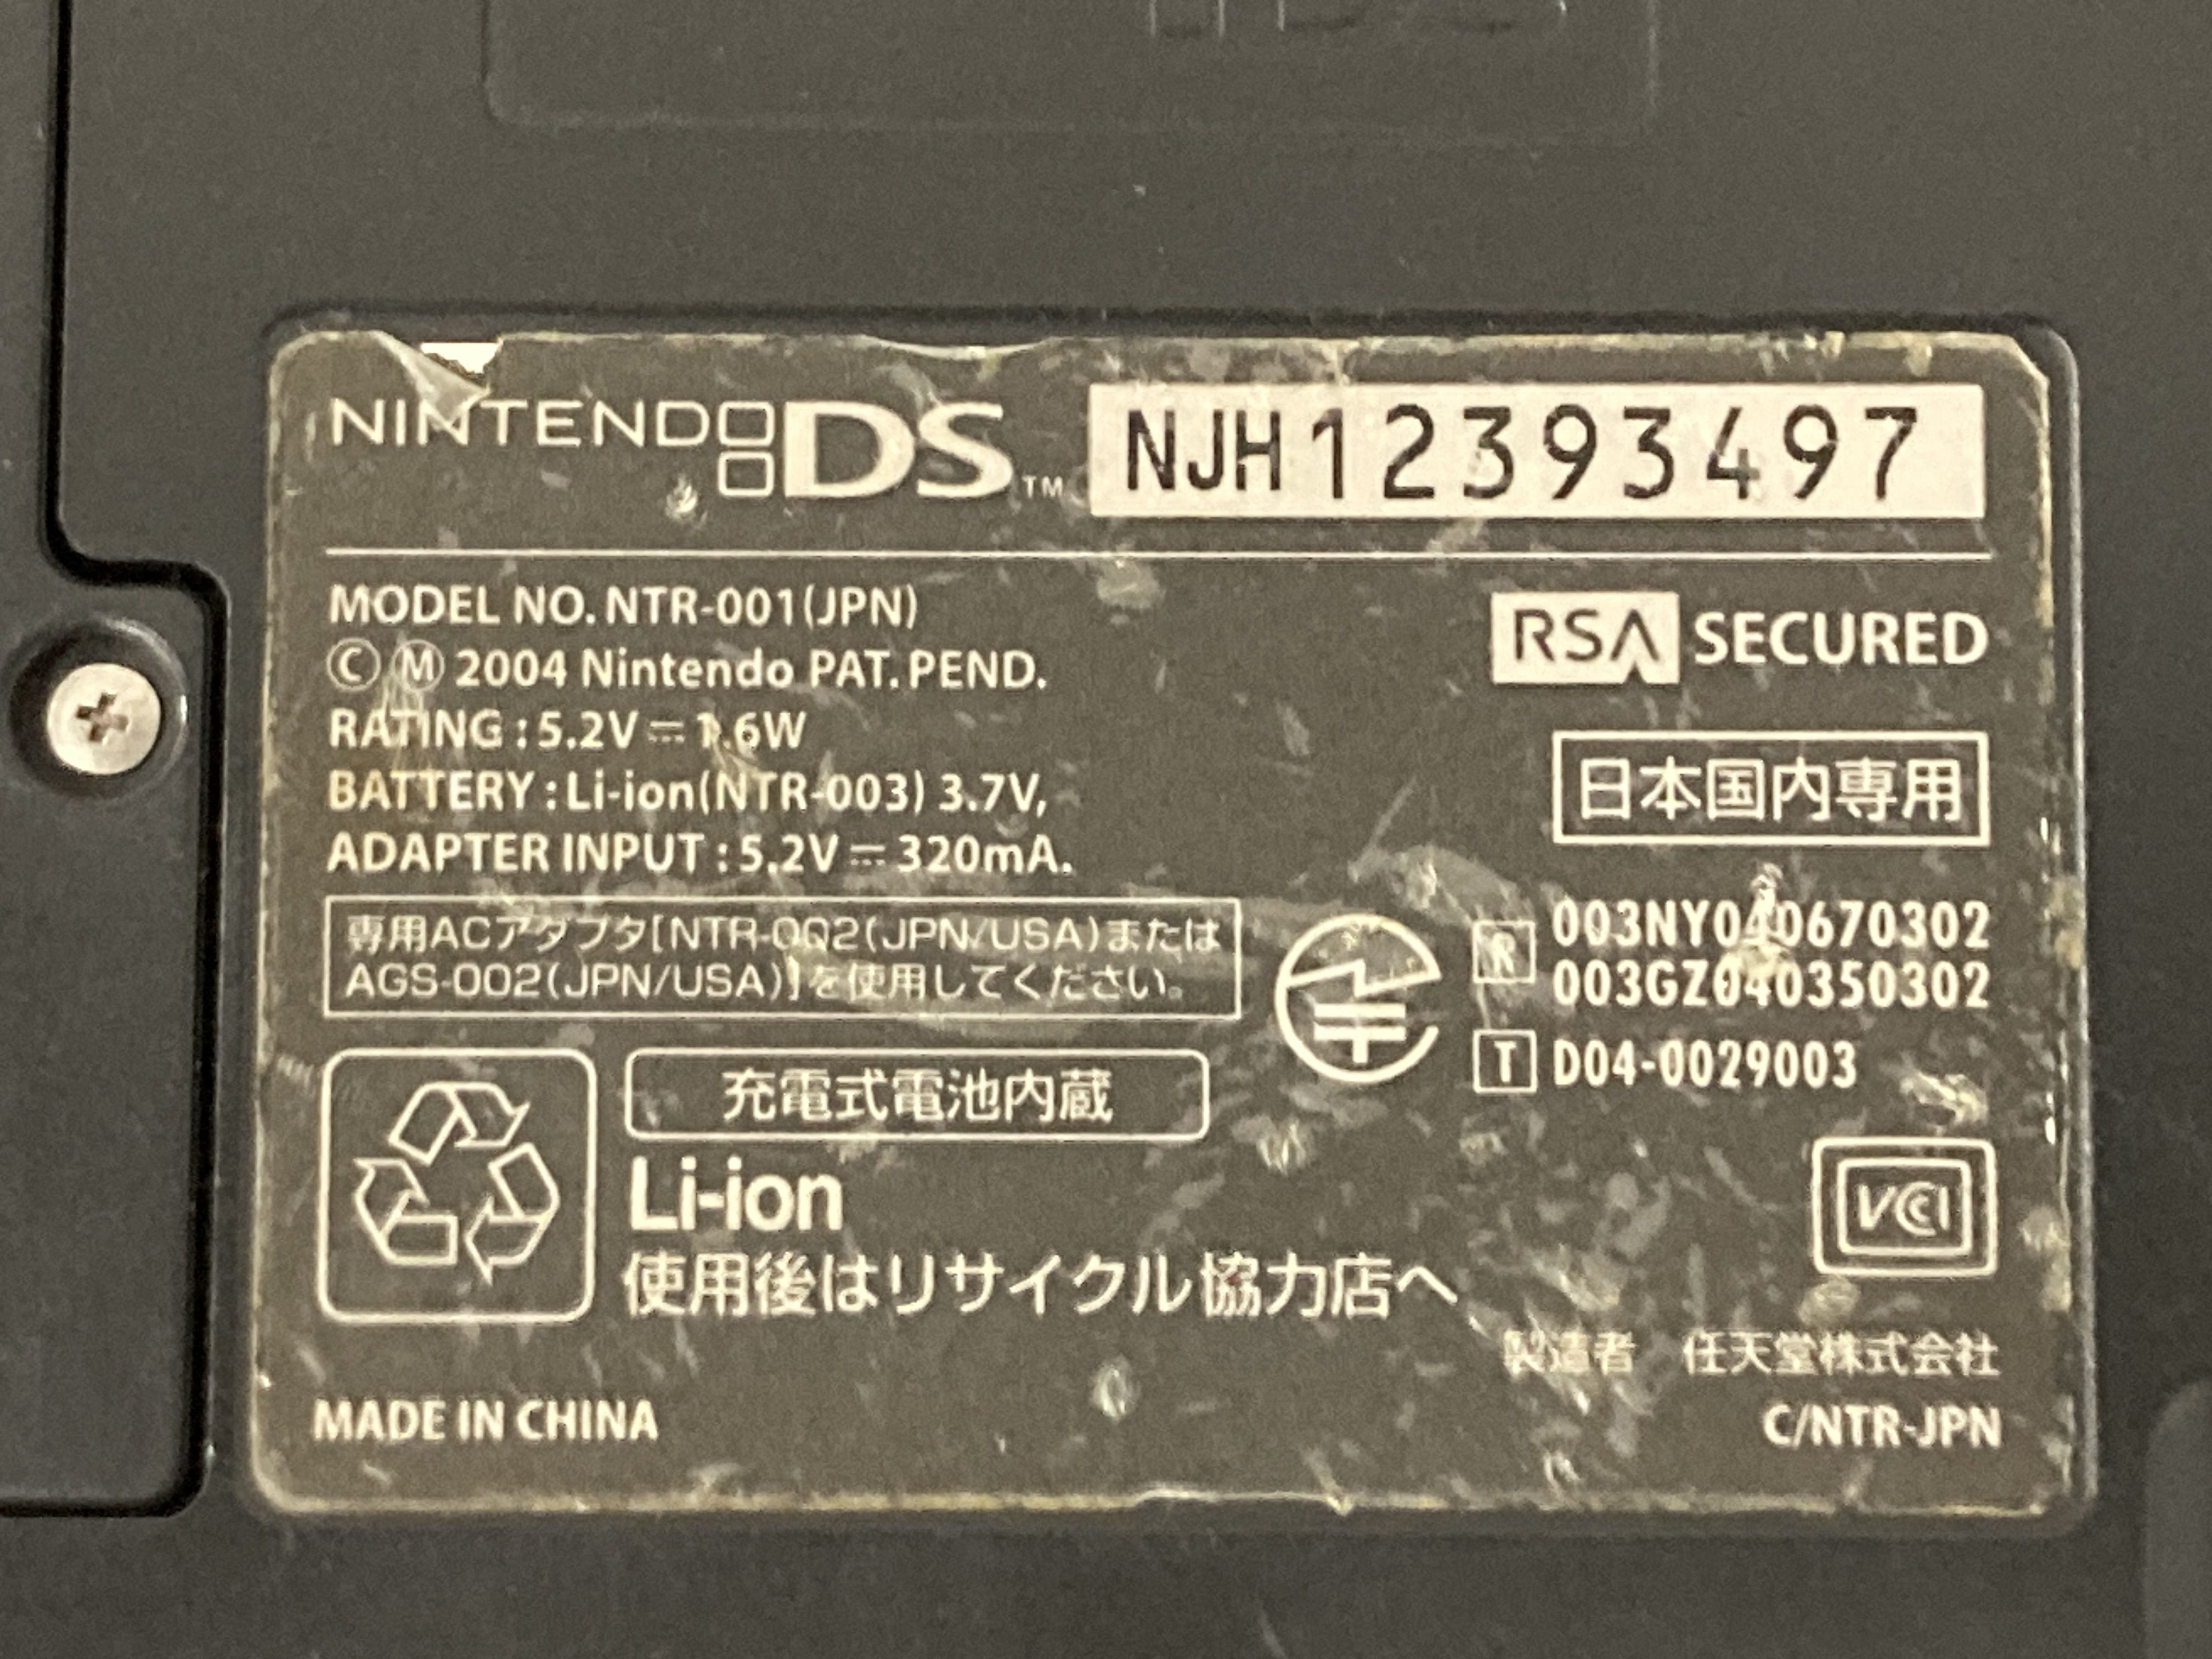 NINTENDO DS™ NJH12393497
MODEL NO. NTR-001(JPN)
Ⓒ Ⓜ 2004 Nintendo PAT. PEND.
RATING : 5.2V ⎓ 1.6W
BATTERY : Li-ion(NTR-003) 3.7V,
ADAPTER INPUT : 5.2V ⎓ 320mA.
RSA SECURED
日本国内専用
専用ACアダプタ[NTR-002(JPN/USA)または
AGS-002(JPN/USA)]を使用してください。
R 003NY040670302
003GZ040350302
T D04-0029003
充電式電池内蔵
Li-ion
使用後はリサイクル協力店へ
VCI
製造者 任天堂株式会社
MADE IN CHINA
C/NTR-JPN